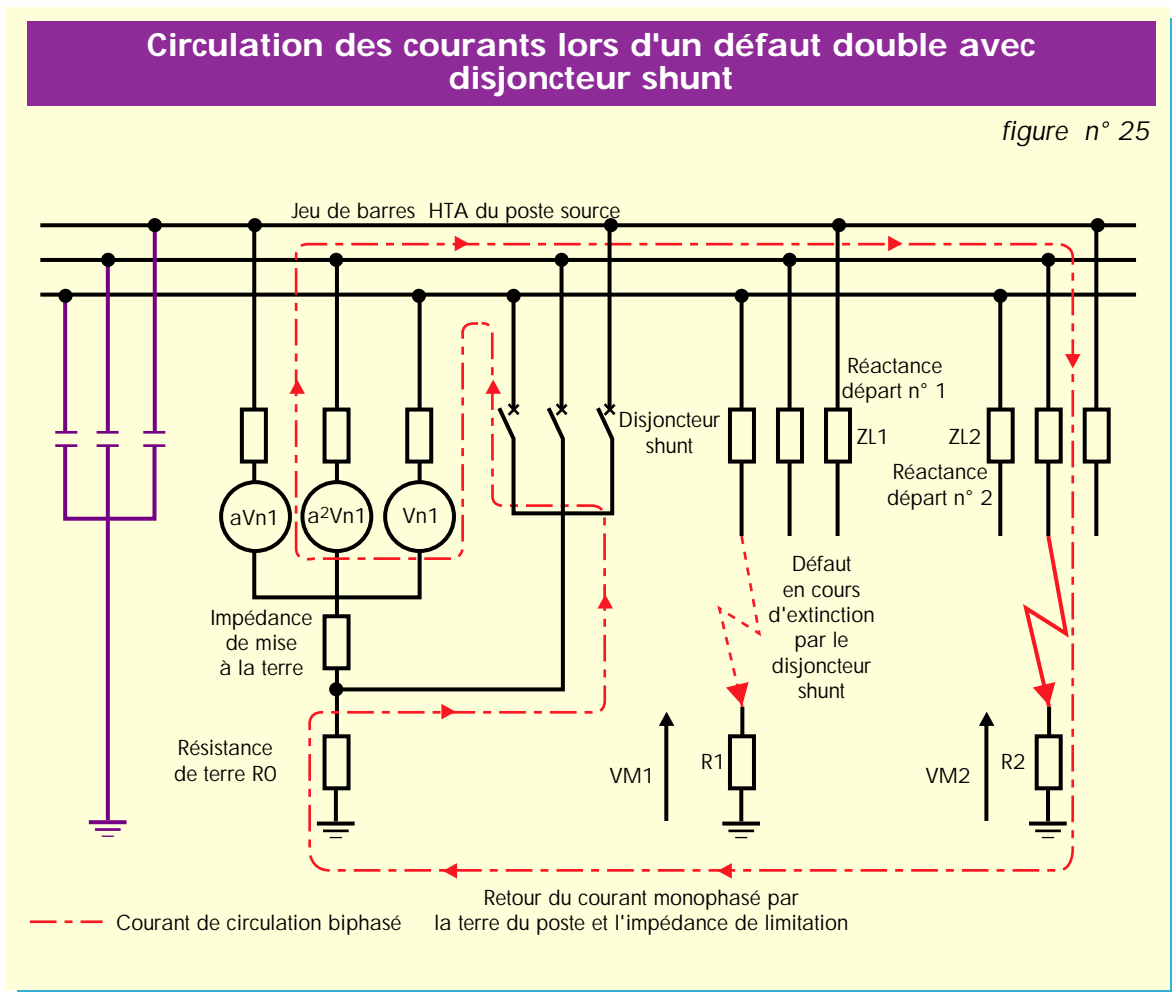 Circulation des courants lors d'un défaut double avec
disjoncteur shunt
figure n° 25
Jeu de barres HTA du poste source
Réactance
départ n° 1
Disjoncteur
shunt
ZL1
ZL2
Réactance
départ n° 2
aVn1
a²Vn1
Vn1
Défaut
en cours
d'extinction
par le
disjoncteur
shunt
Impédance
de mise
à la terre
Résistance
de terre R0
VM1
R1
VM2
R2
Retour du courant monophasé par
la terre du poste et l'impédance de limitation
Courant de circulation biphasé